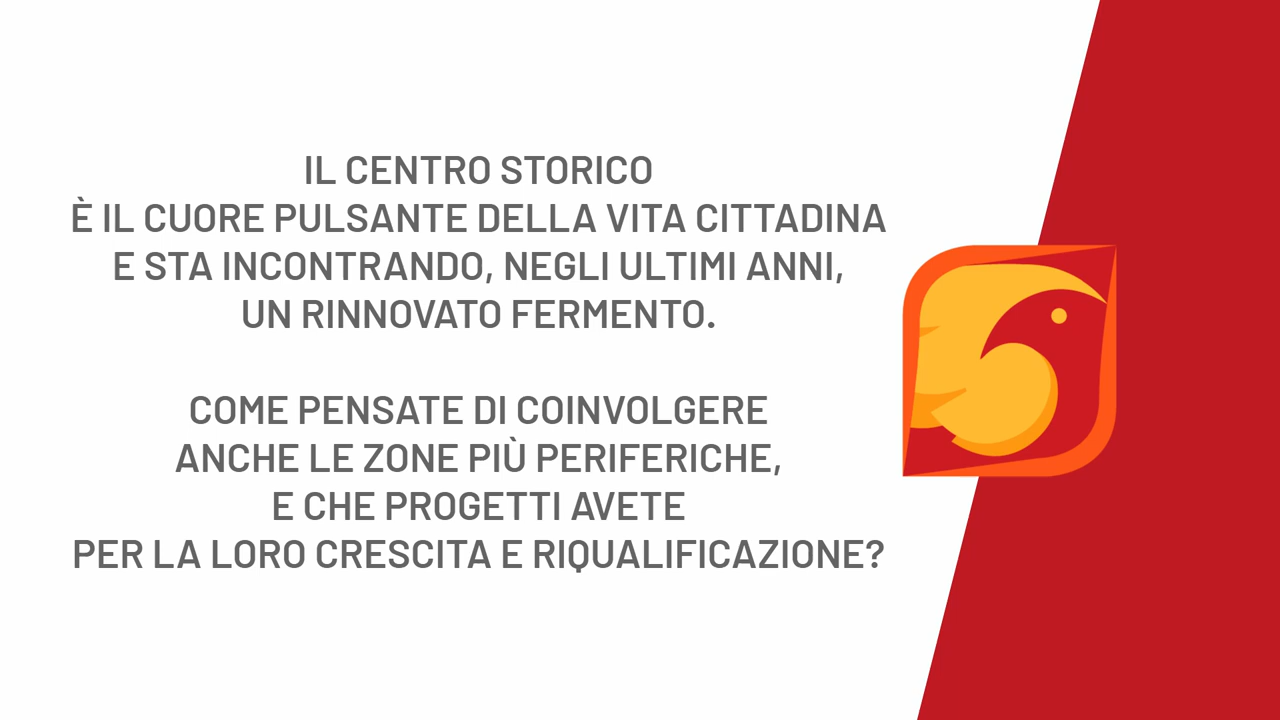 IL CENTRO STORICO
È IL CUORE PULSANTE DELLA VITA CITTADINA
E STA INCONTRANDO, NEGLI ULTIMI ANNI,
UN RINNOVATO FERMENTO.
COME PENSATE DI COINVOLGERE
ANCHE LE ZONE PIÙ PERIFERICHE,
E CHE PROGETTI AVETE
PER LA LORO CRESCITA E RIQUALIFICAZIONE?